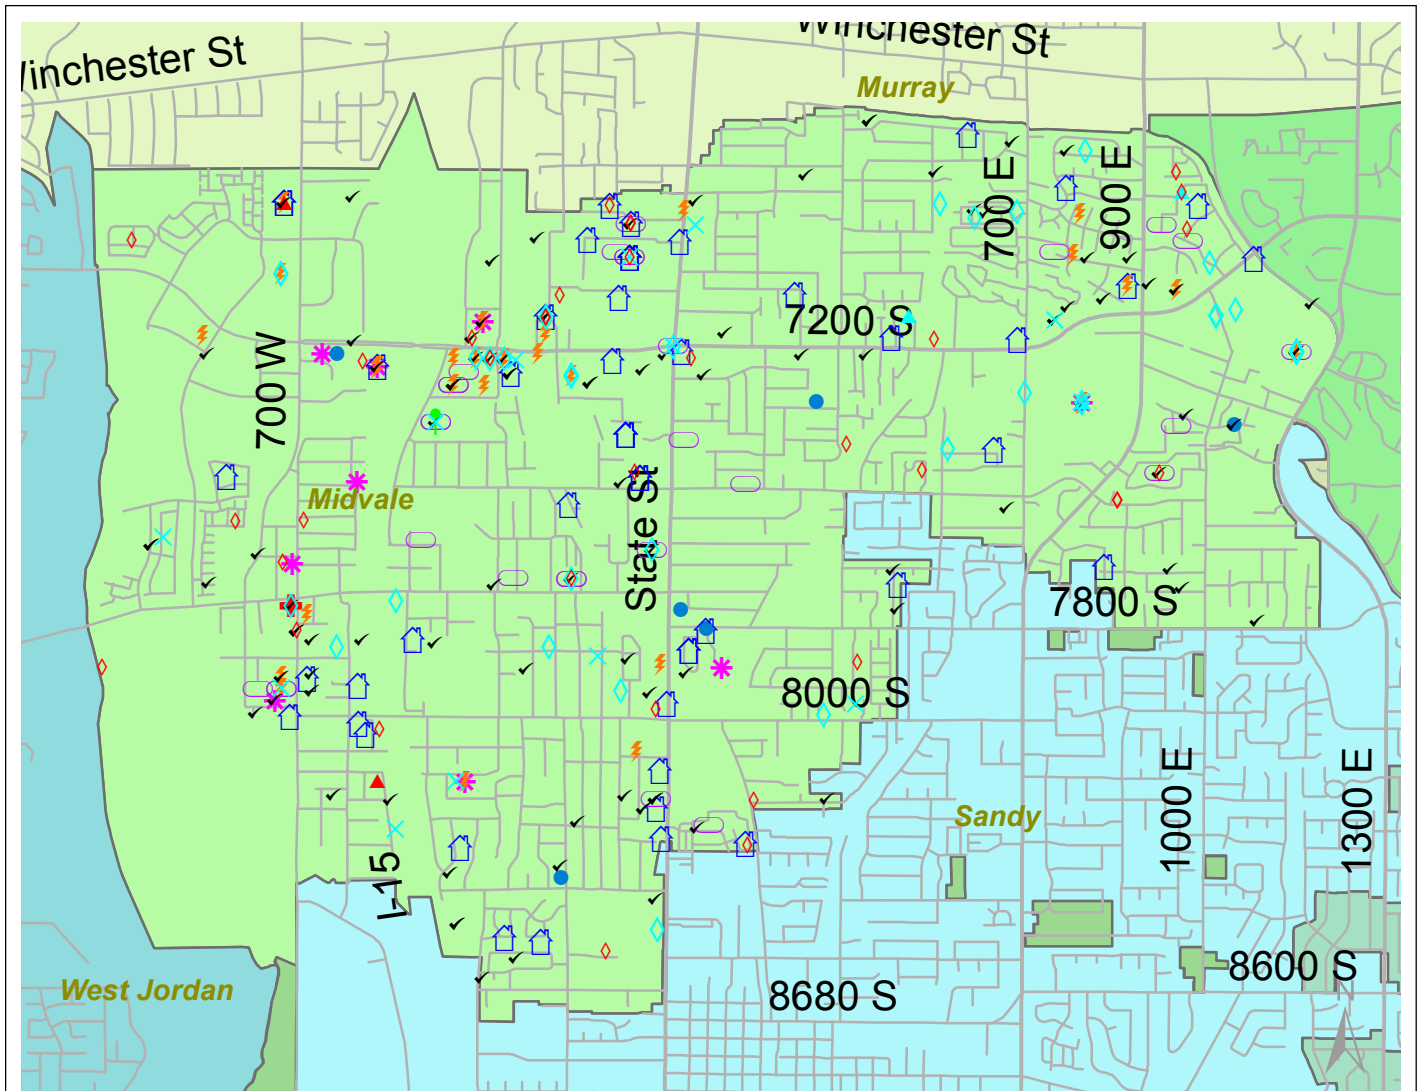 Winchester St
Winchester St
Murray
700 E
900 E
7200 S
700 W
Midvale
State St
7800 S
8000 S
Sandy
1000 E
1300 E
I-15
West Jordan
8680 S
8600 S